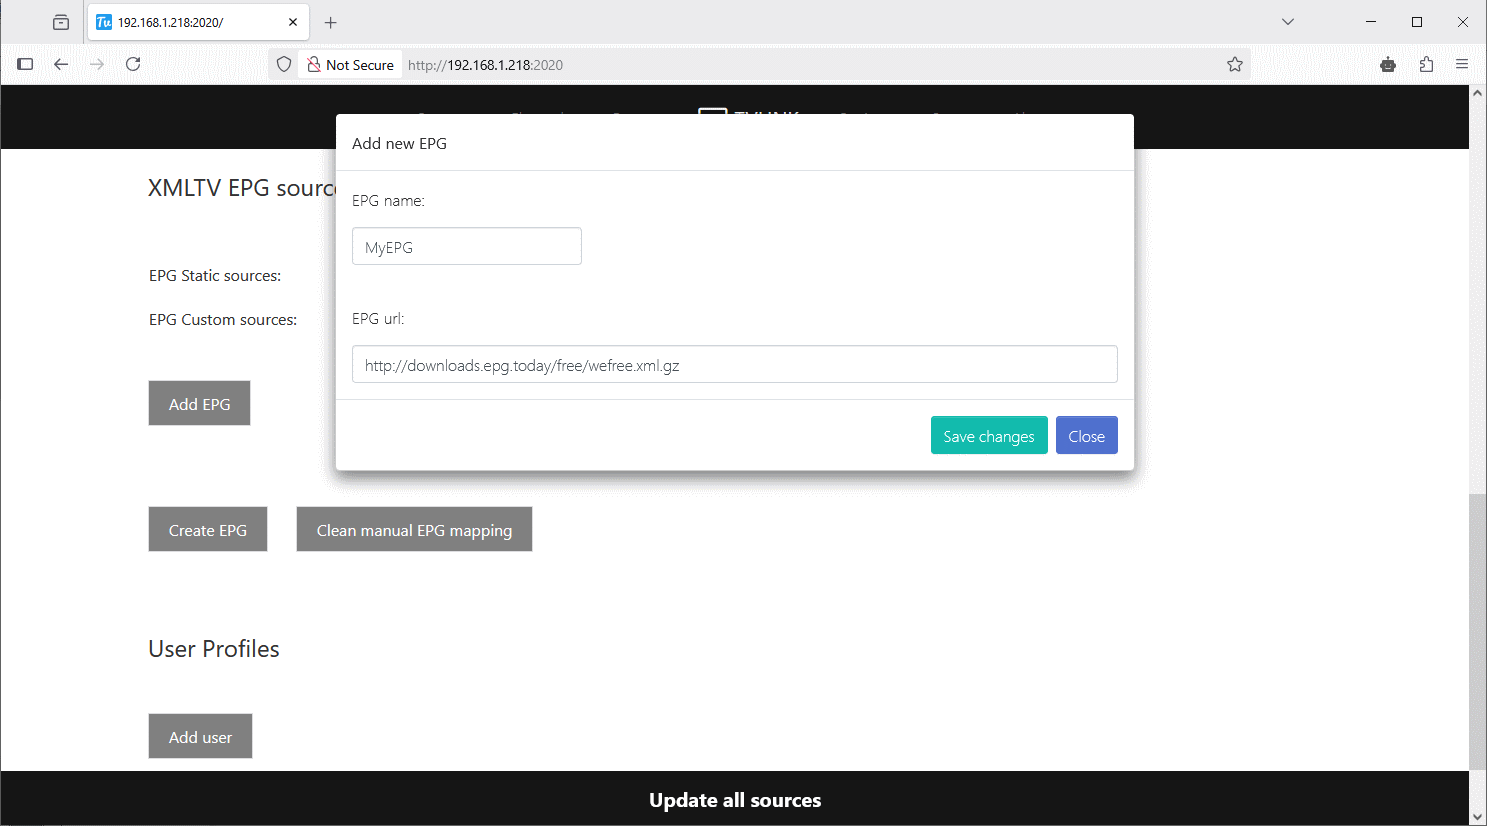 192.168.1.218:2020/
Not Secure
http://192.168.1.218:2020
Add new EPG
XMLTV EPG
EPG name:
MyEPG
EPG Static sources:
EPG Custom sources:
EPG url:
http://downloads.epg.today/free/wefree.xml.gz
Add EPG
Save changes
Close
Create EPG
Clean manual EPG mapping
User Profiles
Add user
Update all sources